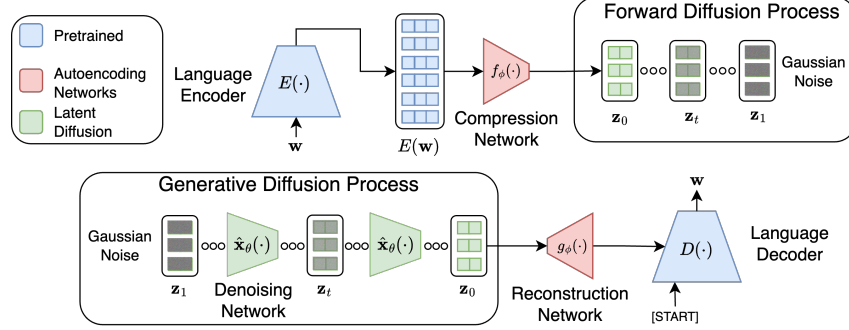 Pretrained
Autoencoding
Networks
Latent
Diffusion
Language
Encoder
E(·)
w
E(w)
f_ϕ(·)
Compression
Network
Forward Diffusion Process
Gaussian
Noise
z_0
z_t
z_1
Generative Diffusion Process
Gaussian
Noise
x̂_θ(·)
x̂_θ(·)
z_1
Denoising
Network
z_t
z_0
g_ϕ(·)
Reconstruction
Network
w
D(·)
Language
Decoder
[START]